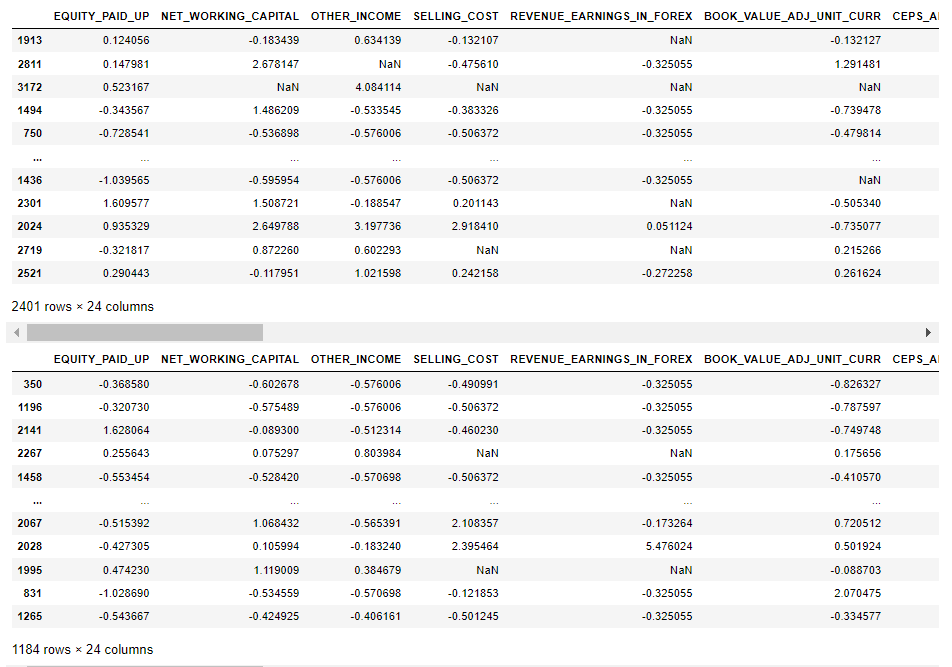 EQUITY_PAID_UP NET_WORKING_CAPITAL OTHER_INCOME SELLING_COST REVENUE_EARNINGS_IN_FOREX BOOK_VALUE_ADJ_UNIT_CURR CEPS_A
1913 0.124056 -0.183439 0.634139 -0.132107 NaN -0.132127
2811 0.147981 2.678147 NaN -0.475610 -0.325055 1.291481
3172 0.523167 NaN 4.084114 NaN NaN NaN
1494 -0.343567 1.486209 -0.533545 -0.383326 -0.325055 -0.739478
750 -0.728541 -0.536898 -0.576006 -0.506372 -0.325055 -0.479814
... ... ... ... ... ... ...
1436 -1.039565 -0.595954 -0.576006 -0.506372 -0.325055 NaN
2301 1.609577 1.508721 -0.188547 0.201143 NaN -0.505340
2024 0.935329 2.649788 3.197736 2.918410 0.051124 -0.735077
2719 -0.321817 0.872260 0.602293 NaN NaN 0.215266
2521 0.290443 -0.117951 1.021598 0.242158 -0.272258 0.261624
2401 rows × 24 columns
EQUITY_PAID_UP NET_WORKING_CAPITAL OTHER_INCOME SELLING_COST REVENUE_EARNINGS_IN_FOREX BOOK_VALUE_ADJ_UNIT_CURR CEPS_A
350 -0.368580 -0.602678 -0.576006 -0.490991 -0.325055 -0.826327
1196 -0.320730 -0.575489 -0.576006 -0.506372 -0.325055 -0.787597
2141 1.628064 -0.089300 -0.512314 -0.460230 -0.325055 -0.749748
2267 0.255643 0.075297 0.803984 NaN NaN 0.175656
1458 -0.553454 -0.528420 -0.570698 -0.506372 -0.325055 -0.410570
... ... ... ... ... ... ...
2067 -0.515392 1.068432 -0.565391 2.108357 -0.173264 0.720512
2028 -0.427305 0.105994 -0.183240 2.395464 5.476024 0.501924
1995 0.474230 1.119009 0.384679 NaN NaN -0.088703
831 -1.028690 -0.534559 -0.570698 -0.121853 -0.325055 2.070475
1265 -0.543667 -0.424925 -0.406161 -0.501245 -0.325055 -0.334577
1184 rows × 24 columns